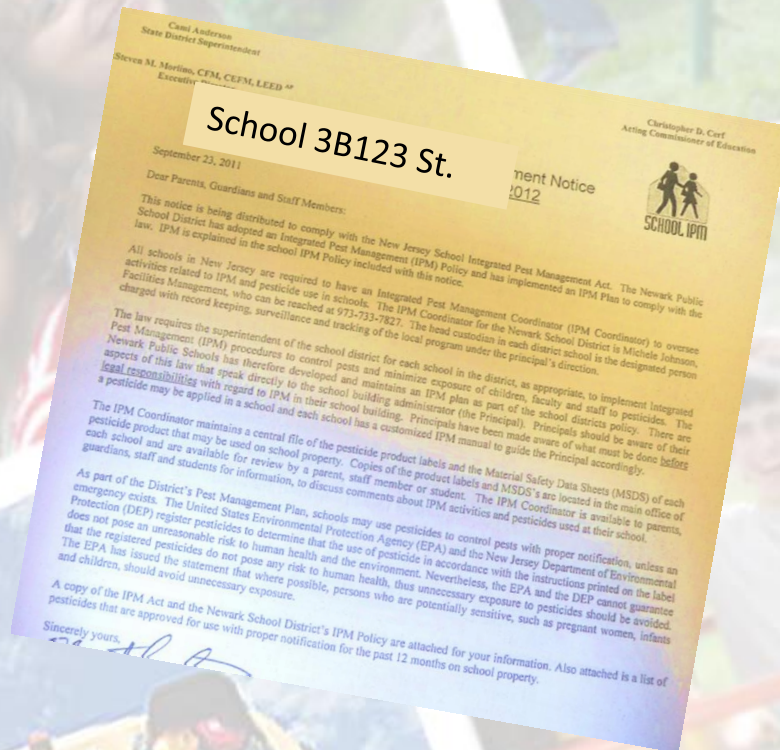 Cami Anderson
State District Superintendent
Steven M. Morlino, CFM, CEFM, LEED AP
Executive
Christopher D. Cerf
Acting Commissioner of Education
School 3B123 St.
ment Notice
2012
SCHOOL IPM
September 23, 2011
Dear Parents, Guardians and Staff Members:
This notice is being distributed to comply with the New Jersey School Integrated Pest Management Act. The Newark Public
School District has adopted an Integrated Pest Management (IPM) Policy and has implemented an IPM Plan to comply with the
law. IPM is explained in the school IPM Policy included with this notice.
All schools in New Jersey are required to have an Integrated Pest Management Coordinator (IPM Coordinator) to oversee
activities related to IPM and pesticide use in schools. The IPM Coordinator for the Newark School District is Michele Johnson,
Facilities Management, who can be reached at 973-733-7827. The head custodian in each district school is the designated person
charged with record keeping, surveillance and tracking of the local program under the principal's direction.
The law requires the superintendents of the school district for each school in the district, as appropriate, to implement Integrated
Pest Management (IPM) procedures to control pests and minimize exposure of children, faculty and staff to pesticides. The
Newark Public Schools has therefore developed and maintains an IPM plan as part of the school districts policy. There are
aspects of this law that speak directly to the school building administrator (the Principal). Principals should be aware of their
legal responsibilities with regard to IPM in their school building. Principals have been made aware of what must be done before
a pesticide may be applied in a school and each school has a customized IPM manual to guide the Principal accordingly.
The IPM Coordinator maintains a central file of the pesticide product labels and the Material Safety Data Sheets (MSDS) of each
pesticide product that may be used on school property. Copies of the product labels and MSDS's are located in the main office of
each school and are available for review by a parent, staff member or student. The IPM Coordinator is available to parents,
guardians, staff and students for information, to discuss comments about IPM activities and pesticides used at their school.
As part of the District's Pest Management Plan, schools may use pesticides to control pests with proper notification, unless an
emergency exists. The United States Environmental Protection Agency (EPA) and the New Jersey Department of Environmental
Protection (DEP) register pesticides to determine that the use of pesticide in accordance with the instructions printed on the label
does not pose an unreasonable risk to human health and the environment. Nevertheless, the EPA and the DEP cannot guarantee
that the registered pesticides do not pose any risk to human health, thus unnecessary exposure to pesticides should be avoided.
The EPA has issued the statement that where possible, persons who are potentially sensitive, such as pregnant women, infants
and children, should avoid unnecessary exposure.
A copy of the IPM Act and the Newark School District's IPM Policy are attached for your information. Also attached is a list of
pesticides that are approved for use with proper notification for the past 12 months on school property.
Sincerely yours,